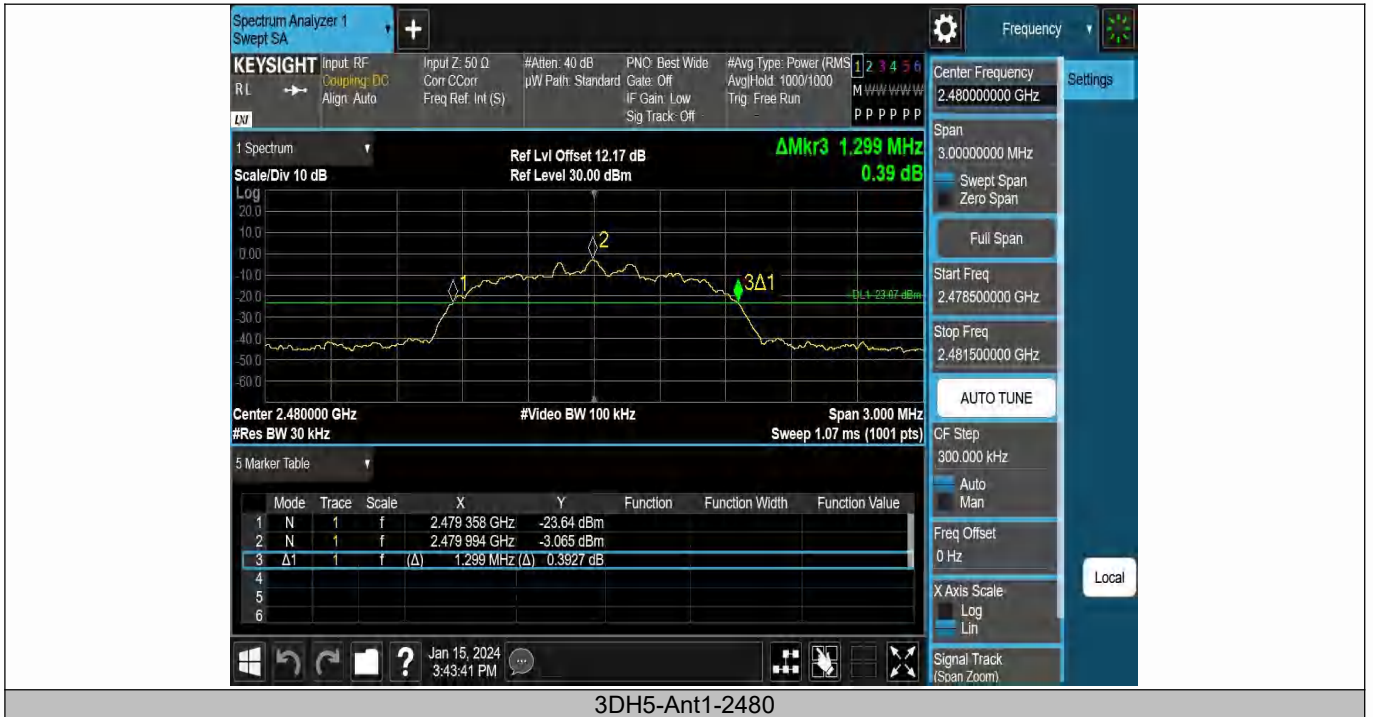 Spectrum Analyzer 1
Swept SA
+
Frequency
KEYSIGHT Input: RF Input Z: 50 Ω #Atten: 40 dB PNO: Best Wide #Avg Type: Power (RMS 1 2 3 4 5 6
RL Coupling: DC Corr CCorr µW Path: Standard Gate: Off Avg|Hold: 1000/1000 M W W W W W
Align: Auto Freq Ref: Int (S) IF Gain: Low Trig: Free Run
LXI Sig Track: Off P P P P P P
Center Frequency
2.480000000 GHz
Settings
1 Spectrum
Ref Lvl Offset 12.17 dB
ΔMkr3 1.299 MHz
Scale/Div 10 dB
Ref Level 30.00 dBm
0.39 dB
Log
20.0
10.0
0.00
-10.0
-20.0
-30.0
-40.0
-50.0
-60.0
1
2
3Δ1
DL1 -23.07 dBm
Center 2.480000 GHz #Video BW 100 kHz Span 3.000 MHz
#Res BW 30 kHz Sweep 1.07 ms (1001 pts)
Span
3.00000000 MHz
Swept Span
Zero Span
Full Span
Start Freq
2.478500000 GHz
Stop Freq
2.481500000 GHz
AUTO TUNE
CF Step
300.000 kHz
Auto
Man
Freq Offset
0 Hz
X Axis Scale
Log
Lin
Signal Track
(Span Zoom)
Local
5 Marker Table
Mode Trace Scale X Y Function Function Width Function Value
1 N 1 f 2.479 358 GHz -23.64 dBm
2 N 1 f 2.479 994 GHz -3.065 dBm
3 Δ1 1 f (Δ) 1.299 MHz (Δ) 0.3927 dB
4
5
6
? Jan 15, 2024
3:43:41 PM
3DH5-Ant1-2480